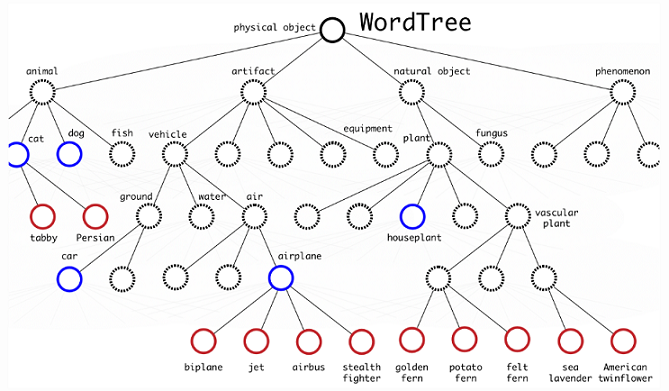 physical object
WordTree
animal
artifact
natural object
phenomenon
cat
dog
fish
vehicle
equipment
plant
fungus
ground
water
air
tabby
Persian
houseplant
vascular
plant
car
airplane
biplane
jet
airbus
stealth
fighter
golden
fern
potato
fern
felt
fern
sea
lavender
American
twinflower